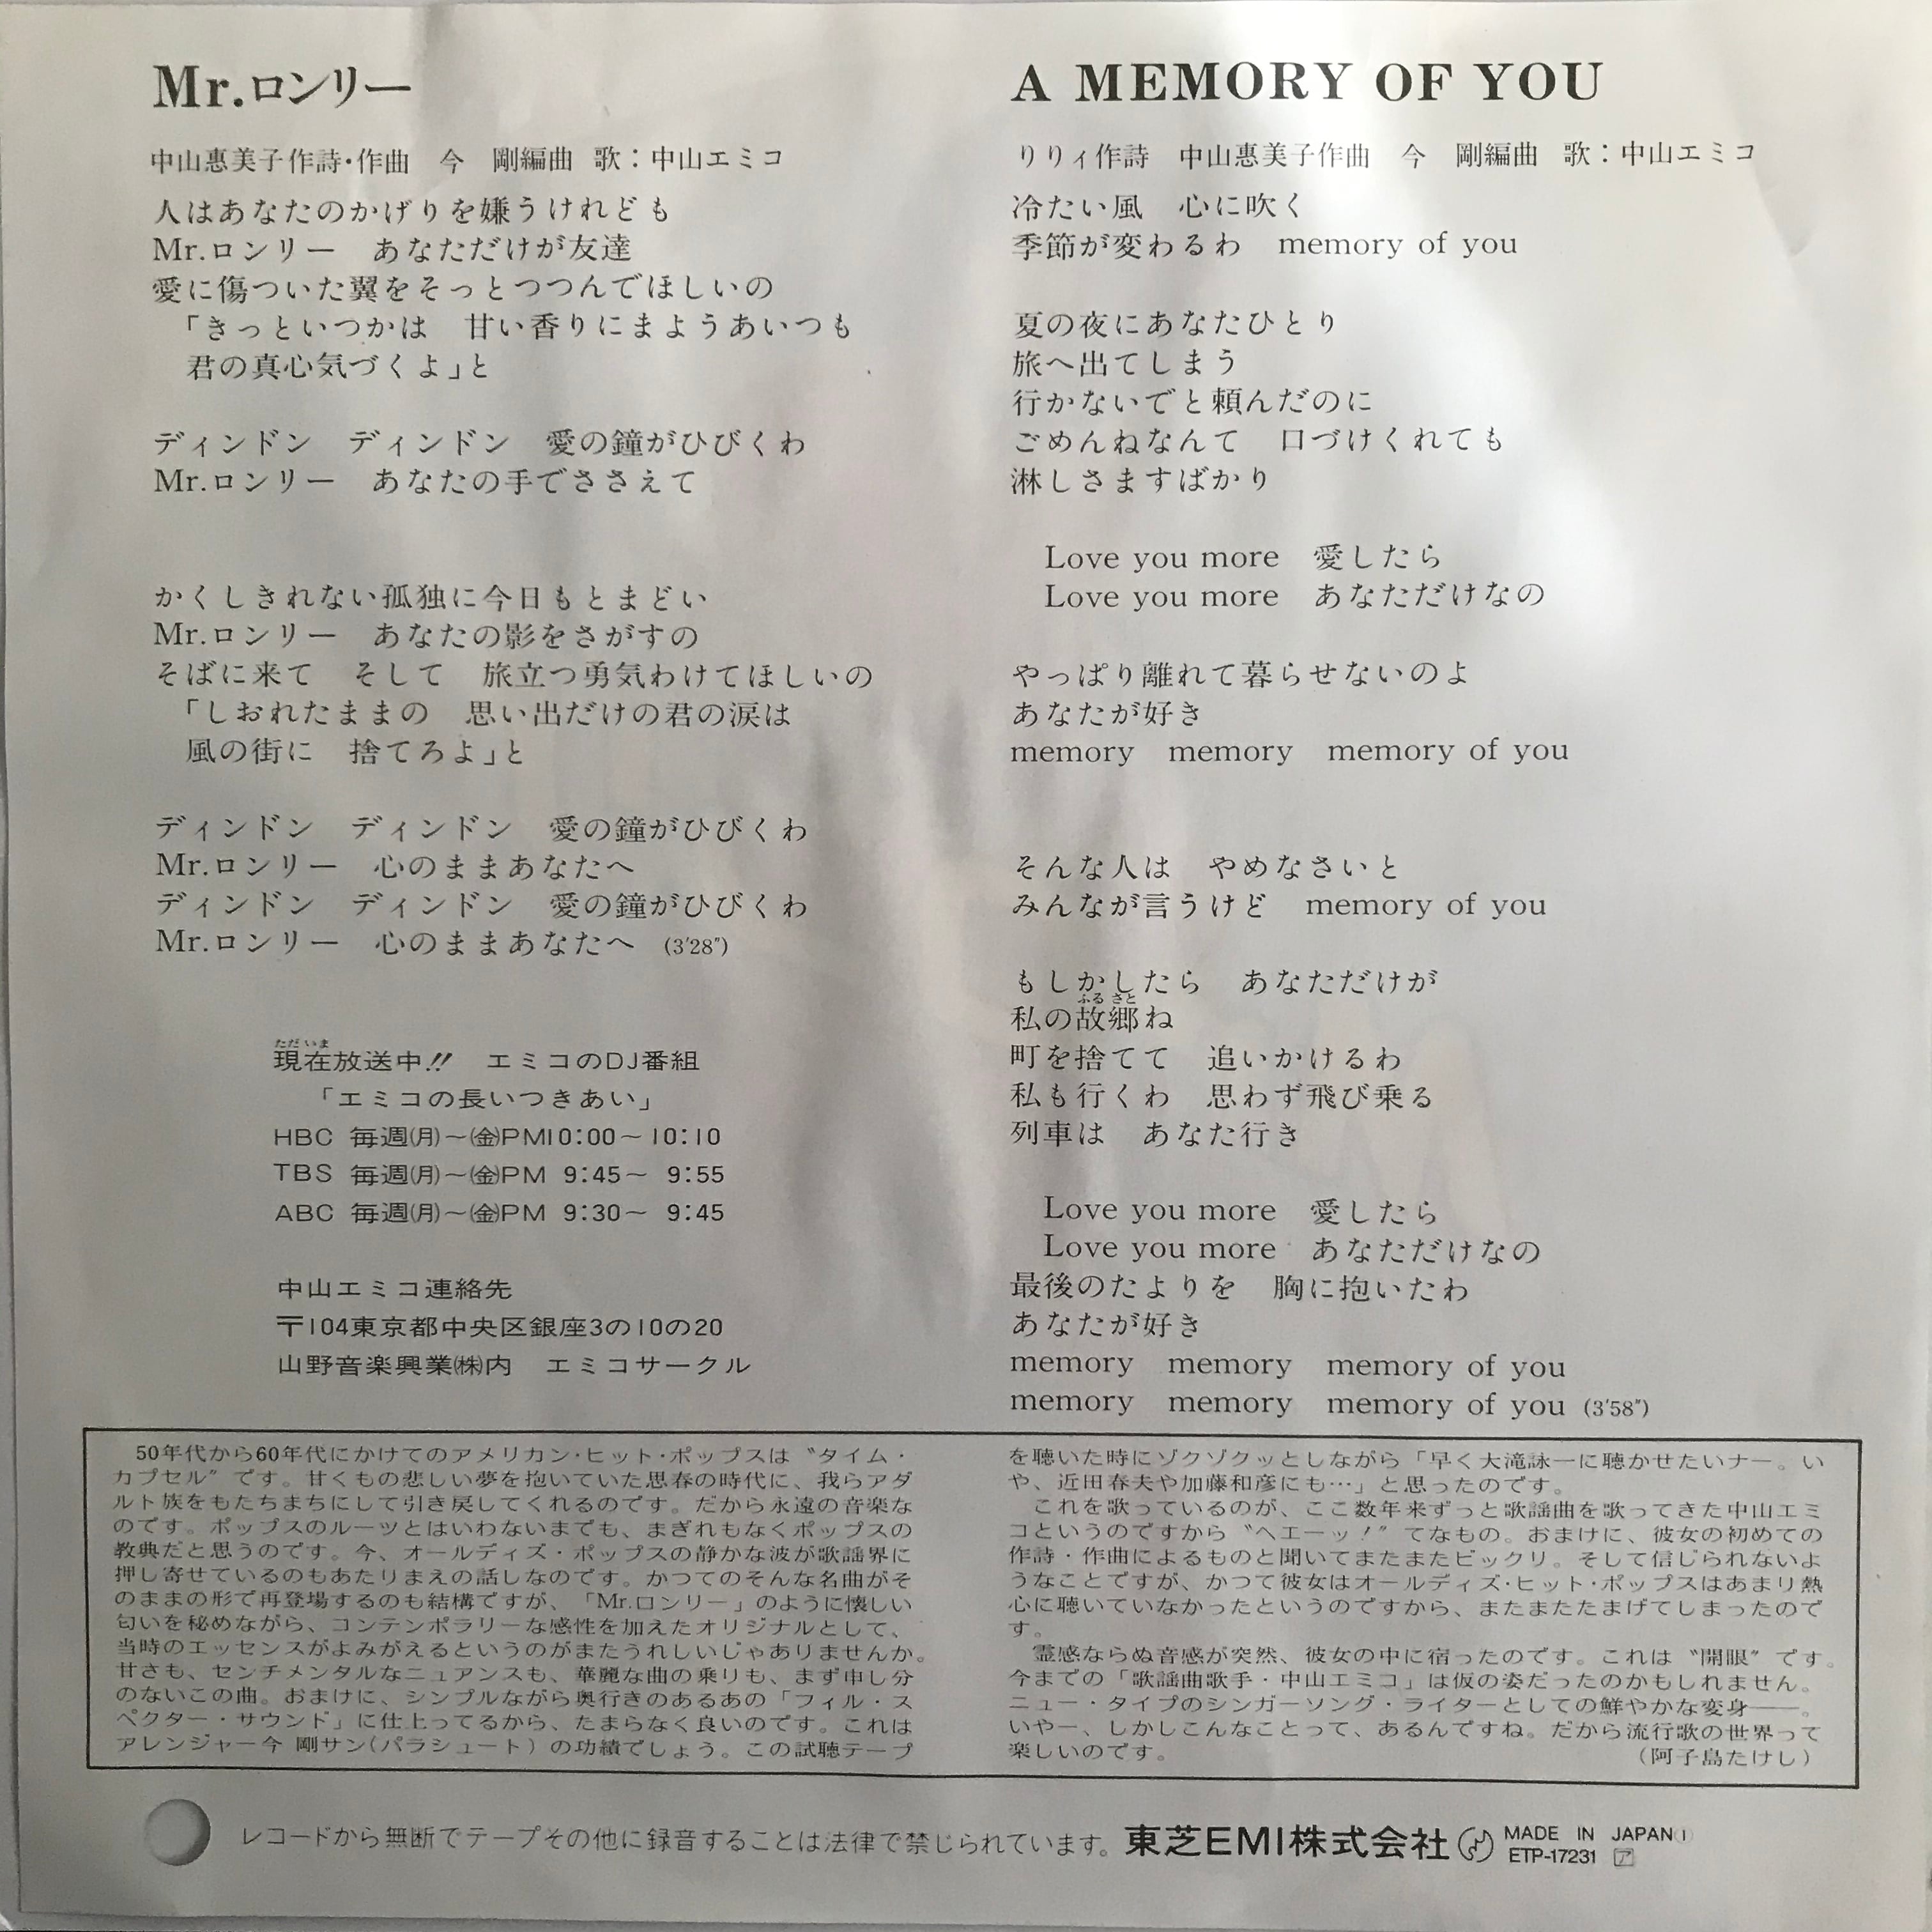 Mr.ロンリー
中山恵美子作詩・作曲　今　剛編曲　歌：中山エミコ
人はあなたのかげりを嫌うけれども
Mr.ロンリー　あなただけが友達
愛に傷ついた翼をそっとつつんでほしいの
「きっといつかは　甘い香りにまようあいつも
君の真心気づくよ」と
ディンドン　ディンドン　愛の鐘がひびくわ
Mr.ロンリー　あなたの手でささえて
かくしきれない孤独に今日もとまどい
Mr.ロンリー　あなたの影をさがすの
そばに来て　そして　旅立つ勇気わけてほしいの
「しおれたままの　思い出だけの君の涙は
風の街に　捨てろよ」と
ディンドン　ディンドン　愛の鐘がひびくわ
Mr.ロンリー　心のままあなたへ
ディンドン　ディンドン　愛の鐘がひびくわ
Mr.ロンリー　心のままあなたへ　(3′28″)
ただいま
現在放送中!!　エミコのDJ番組
「エミコの長いつきあい」
HBC 毎週㈪〜㈮PM10:00〜10:10
TBS 毎週㈪〜㈮PM 9:45〜 9:55
ABC 毎週㈪〜㈮PM 9:30〜 9:45
中山エミコ連絡先
〒104東京都中央区銀座3の10の20
山野音楽興業㈱内　エミコサークル
A MEMORY OF YOU
りりィ作詩　中山惠美子作曲　今　剛編曲　歌：中山エミコ
冷たい風　心に吹く
季節が変わるわ　memory of you
夏の夜にあなたひとり
旅へ出てしまう
行かないでと頼んだのに
ごめんねなんて　口づけくれても
淋しさますばかり
Love you more　愛したら
Love you more　あなただけなの
やっぱり離れて暮らせないのよ
あなたが好き
memory　memory　memory of you
そんな人は　やめなさいと
みんなが言うけど　memory of you
もしかしたら　あなただけが
ふるさと
私の故郷ね
町を捨てて　追いかけるわ
私も行くわ　思わず飛び乗る
列車は　あなた行き
Love you more　愛したら
Love you more　あなただけなの
最後のたよりを　胸に抱いたわ
あなたが好き
memory　memory　memory of you
memory　memory　memory of you (3′58″)
50年代から60年代にかけてのアメリカン・ヒット・ポップスは〝タイム・
カプセル〟です。甘くもの悲しい夢を抱いていた思春の時代に、我らアダ
ルト族をもたちまちにして引き戻してくれるのです。だから永遠の音楽な
のです。ポップスのルーツとはいわないまでも、まぎれもなくポップスの
教典だと思うのです。今、オールディズ・ポップスの静かな波が歌謡界に
押し寄せているのもあたりまえの話しなのです。かつてのそんな名曲がそ
のままの形で再登場するのも結構ですが、「Mr.ロンリー」のように懐しい
匂いを秘めながら、コンテンポラリーな感性を加えたオリジナルとして、
当時のエッセンスがよみがえるというのがまたうれしいじゃありませんか。
甘さも、センチメンタルなニュアンスも、華麗な曲の乗りも、まず申し分
のないこの曲。おまけに、シンプルながら奥行きのあるあの「フィル・ス
ペクター・サウンド」に仕上ってるから、たまらなく良いのです。これは
アレンジャー今 剛サン(パラシュート)の功績でしょう。この試聴テープ
を聴いた時にゾクゾクッとしながら「早く大滝詠一に聴かせたいナー。い
や、近田春夫や加藤和彦にも…」と思ったのです。
これを歌っているのが、ここ数年来ずっと歌謡曲を歌ってきた中山エミ
コというのですから〝ヘエーッ！〟てなもの。おまけに、彼女の初めての
作詩・作曲によるものと聞いてまたまたビックリ。そして信じられないよ
うなことですが、かつて彼女はオールディズ・ヒット・ポップスはあまり熱
心に聴いていなかったというのですから、またまたたまげてしまったので
す。
霊感ならぬ音感が突然、彼女の中に宿ったのです。これは〝開眼〟です。
今までの「歌謡曲歌手・中山エミコ」は仮の姿だったのかもしれません。
ニュー・タイプのシンガーソング・ライターとしての鮮やかな変身――。
いやー、しかしこんなことって、あるんですね。だから流行歌の世界って
楽しいのです。　（阿子島たけし）
レコードから無断でテープその他に録音することは法律で禁じられています。東芝EMI株式会社 MADE IN JAPAN①
ETP-17231 ア